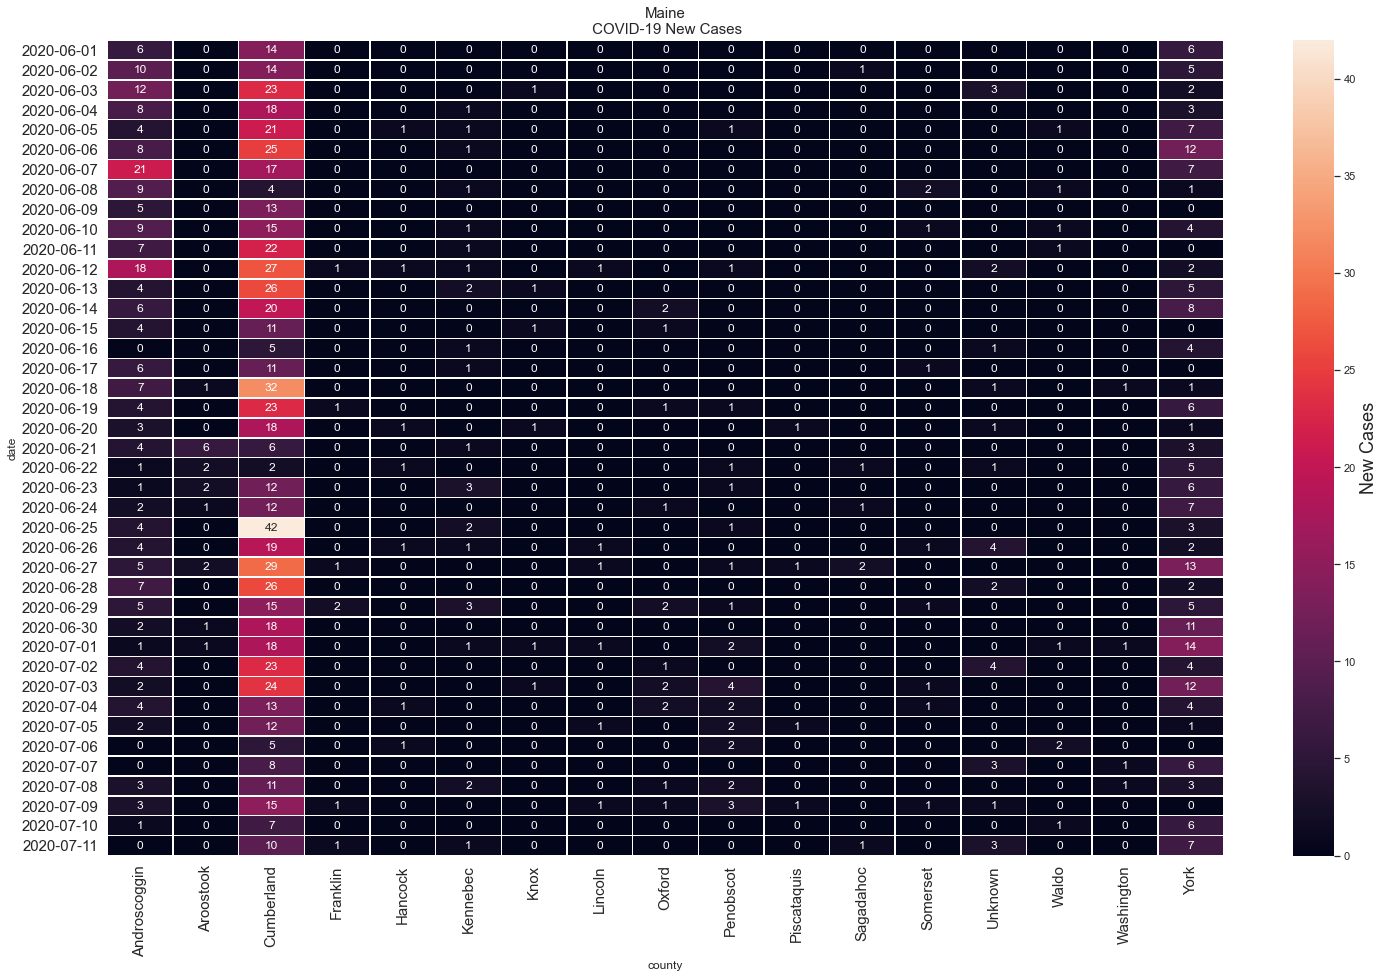 Maine
COVID-19 New Cases
2020-06-01 6 0 14 0 0 0 0 0 0 0 0 0 0 0 0 0 6
2020-06-02 10 0 14 0 0 0 0 0 0 0 0 1 0 0 0 0 5
2020-06-03 12 0 23 0 0 0 1 0 0 0 0 0 0 3 0 0 2
2020-06-04 8 0 18 0 0 1 0 0 0 0 0 0 0 0 0 0 3
2020-06-05 4 0 21 0 1 1 0 0 0 1 0 0 0 0 1 0 7
2020-06-06 8 0 25 0 0 1 0 0 0 0 0 0 0 0 0 0 12
2020-06-07 21 0 17 0 0 0 0 0 0 0 0 0 0 0 0 0 7
2020-06-08 9 0 4 0 0 1 0 0 0 0 0 0 2 0 1 0 1
2020-06-09 5 0 13 0 0 0 0 0 0 0 0 0 0 0 0 0 0
2020-06-10 9 0 15 0 0 1 0 0 0 0 0 0 1 0 1 0 4
2020-06-11 7 0 22 0 0 1 0 0 0 0 0 0 0 0 1 0 0
2020-06-12 18 0 27 1 1 1 0 1 0 1 0 0 0 2 0 0 2
2020-06-13 4 0 26 0 0 2 1 0 0 0 0 0 0 0 0 0 5
2020-06-14 6 0 20 0 0 0 0 0 2 0 0 0 0 0 0 0 8
2020-06-15 4 0 11 0 0 0 1 0 1 0 0 0 0 0 0 0 0
2020-06-16 0 0 5 0 0 1 0 0 0 0 0 0 0 1 0 0 4
2020-06-17 6 0 11 0 0 1 0 0 0 0 0 0 1 0 0 0 0
2020-06-18 7 1 32 0 0 0 0 0 0 0 0 0 0 1 0 1 1
2020-06-19 4 0 23 1 0 0 0 0 1 1 0 0 0 0 0 0 6
2020-06-20 3 0 18 0 1 0 1 0 0 0 1 0 0 1 0 0 1
2020-06-21 4 6 6 0 0 1 0 0 0 0 0 0 0 0 0 0 3
2020-06-22 1 2 2 0 1 0 0 0 0 1 0 1 0 1 0 0 5
2020-06-23 1 2 12 0 0 3 0 0 0 1 0 0 0 0 0 0 6
2020-06-24 2 1 12 0 0 0 0 0 1 0 0 1 0 0 0 0 7
2020-06-25 4 0 42 0 0 2 0 0 0 1 0 0 0 0 0 0 3
2020-06-26 4 0 19 0 1 1 0 1 0 0 0 0 1 4 0 0 2
2020-06-27 5 2 29 1 0 0 0 1 0 1 1 2 0 0 0 0 13
2020-06-28 7 0 26 0 0 0 0 0 0 0 0 0 0 2 0 0 2
2020-06-29 5 0 15 2 0 3 0 0 2 1 0 0 1 0 0 0 5
2020-06-30 2 1 18 0 0 0 0 0 0 0 0 0 0 0 0 0 11
2020-07-01 1 1 18 0 0 1 1 1 0 2 0 0 0 0 1 1 14
2020-07-02 4 0 23 0 0 0 0 0 1 0 0 0 0 4 0 0 4
2020-07-03 2 0 24 0 0 0 1 0 2 4 0 0 1 0 0 0 12
2020-07-04 4 0 13 0 1 0 0 0 2 2 0 0 1 0 0 0 4
2020-07-05 2 0 12 0 0 0 0 1 0 2 1 0 0 0 0 0 1
2020-07-06 0 0 5 0 1 0 0 0 0 2 0 0 0 0 2 0 0
2020-07-07 0 0 8 0 0 0 0 0 0 0 0 0 0 3 0 1 6
2020-07-08 3 0 11 0 0 2 0 0 1 2 0 0 0 0 0 1 3
2020-07-09 3 0 15 1 0 0 0 1 1 3 1 0 1 1 0 0 0
2020-07-10 1 0 7 0 0 0 0 0 0 0 0 0 0 0 1 0 6
2020-07-11 0 0 10 1 0 1 0 0 0 0 0 1 0 3 0 0 7
date
Androscoggin
Aroostook
Cumberland
Franklin
Hancock
Kennebec
Knox
Lincoln
Oxford
Penobscot
Piscataquis
Sagadahoc
Somerset
Unknown
Waldo
Washington
York
county
40
35
30
25
20
15
10
5
0
New Cases